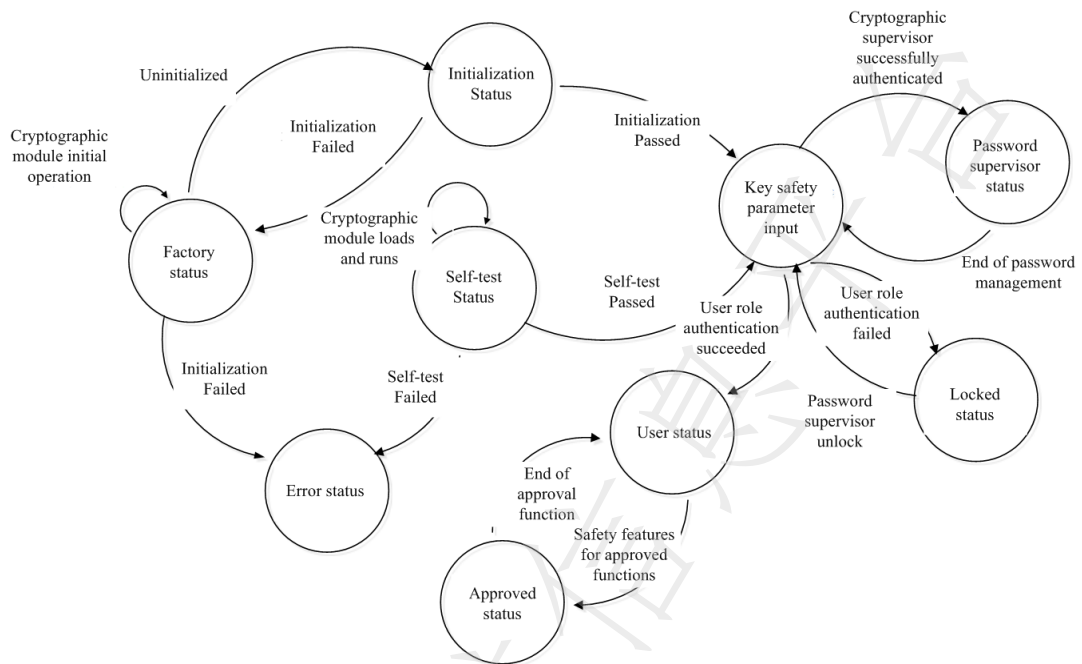 Cryptographic
supervisor
successfully
authenticated
Uninitialized
Initialization
Status
Initialization
Failed
Initialization
Passed
Cryptographic
module initial
operation
Password
supervisor
status
Key safety
parameter
input
Cryptographic
module loads
and runs
Factory
status
Self-test
Status
End of password
management
Self-test
Passed
User role
authentication
succeeded
User role
authentication
failed
Initialization
Failed
Self-test
Failed
Password
supervisor
unlock
Locked
status
User status
Error status
End of
approval
function
Safety features
for approved
functions
Approved
status